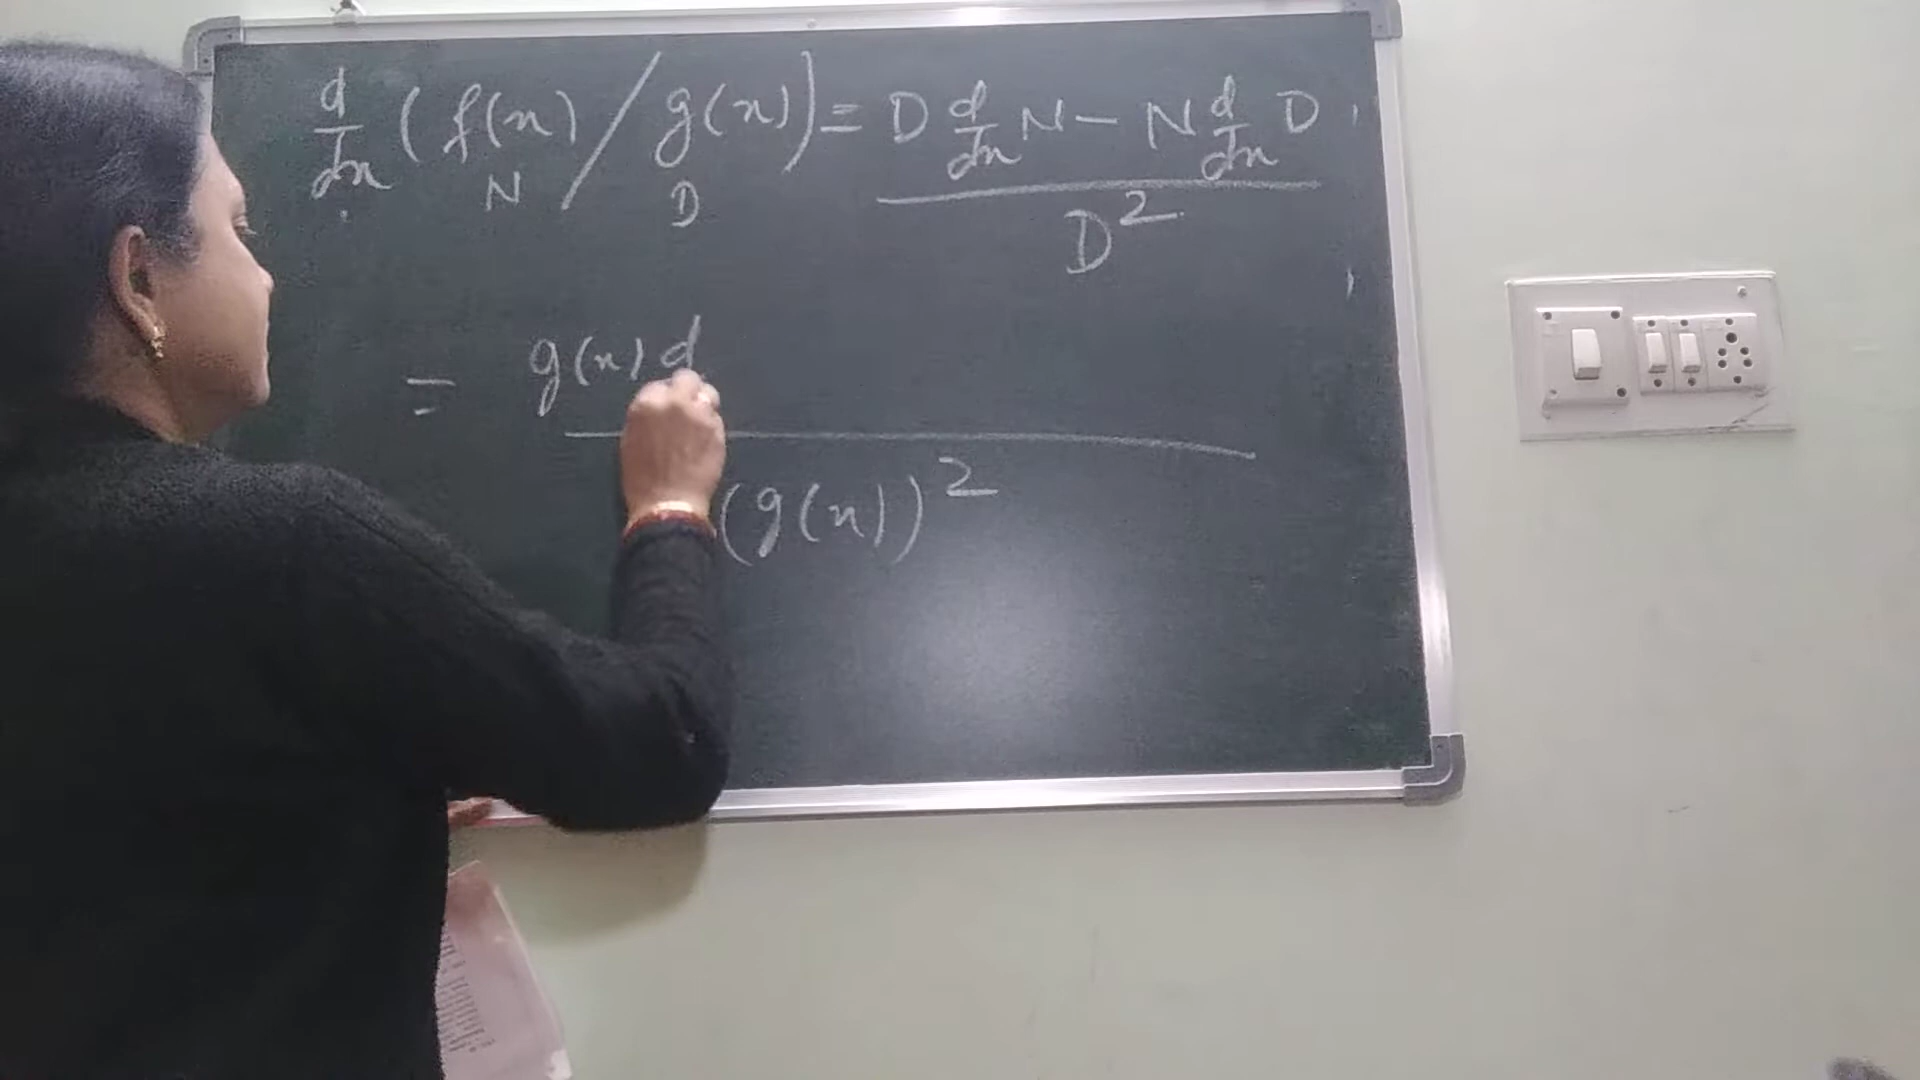 d/dx (f(x) / g(x)) = D d/dx N - N d/dx D
N D
D²
= g(x) d
(g(x))²